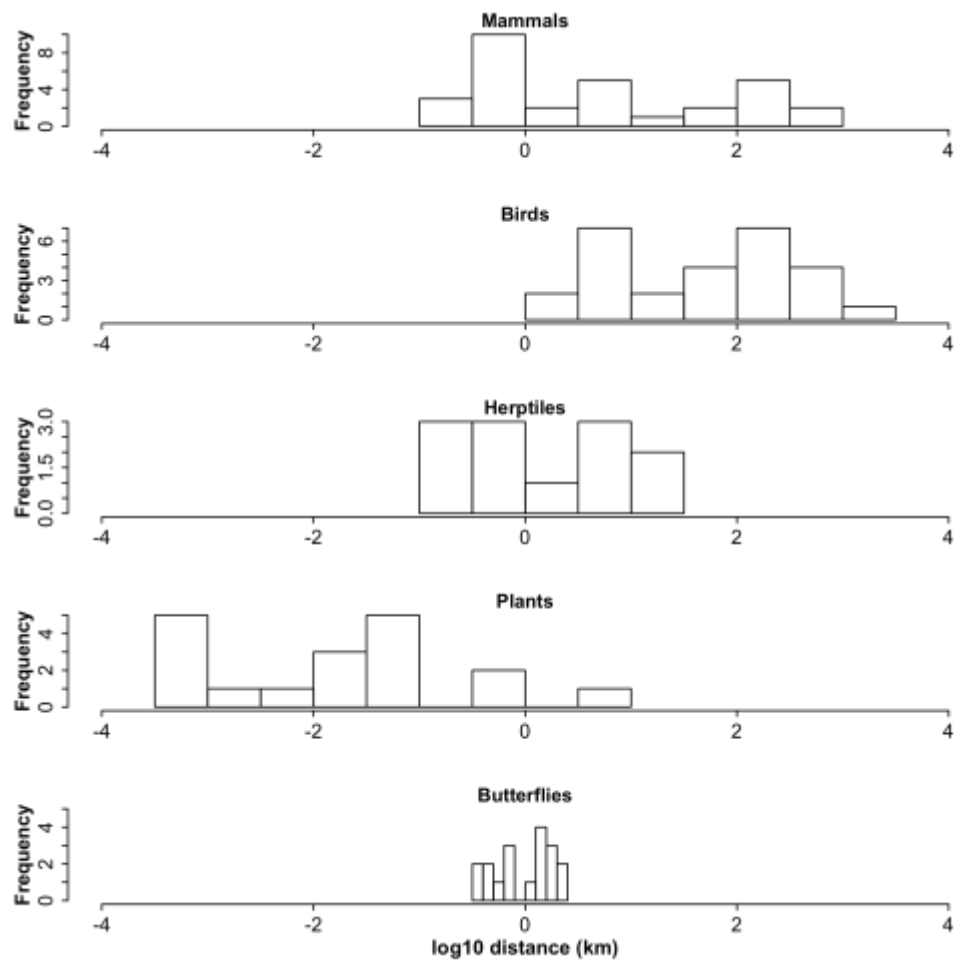 Mammals
Frequency
0 4 8
-4 -2 0 2 4
Birds
Frequency
0 3 6
-4 -2 0 2 4
Herptiles
Frequency
0.0 1.5 3.0
-4 -2 0 2 4
Plants
Frequency
0 2 4
-4 -2 0 2 4
Butterflies
Frequency
0 2 4
-4 -2 0 2 4
log10 distance (km)